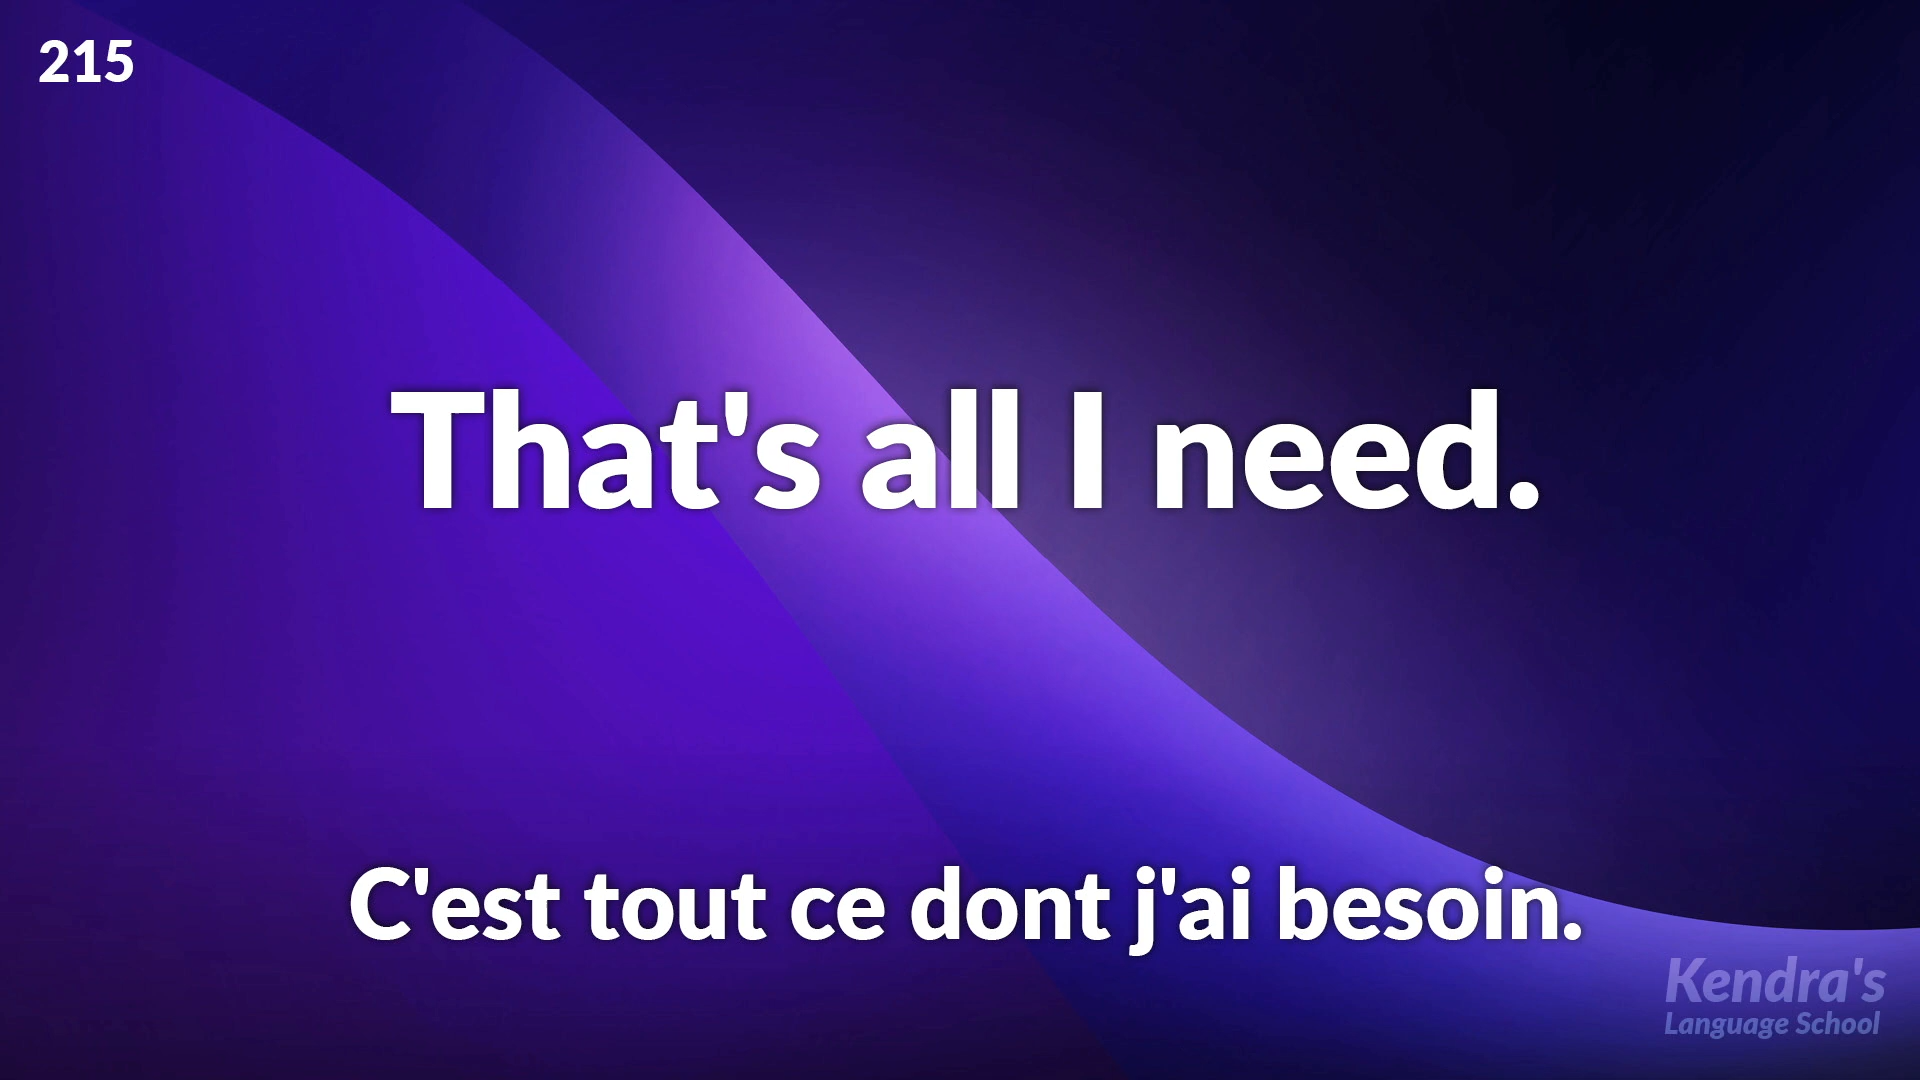 215
That's all I need.
C'est tout ce dont j'ai besoin.
Kendra's
Language School